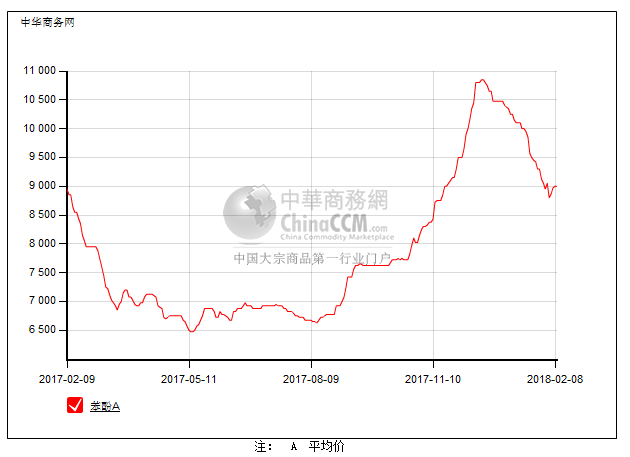 中华商务网
11 000
10 500
10 000
9 500
9 000
8 500
8 000
7 500
7 000
6 500
中華商務網
ChinaCCM.com
China Commodity Marketplace
中国大宗商品第一行业门户
2017-02-09 2017-05-11 2017-08-09 2017-11-10 2018-02-08
苯酚A
注： A 平均价